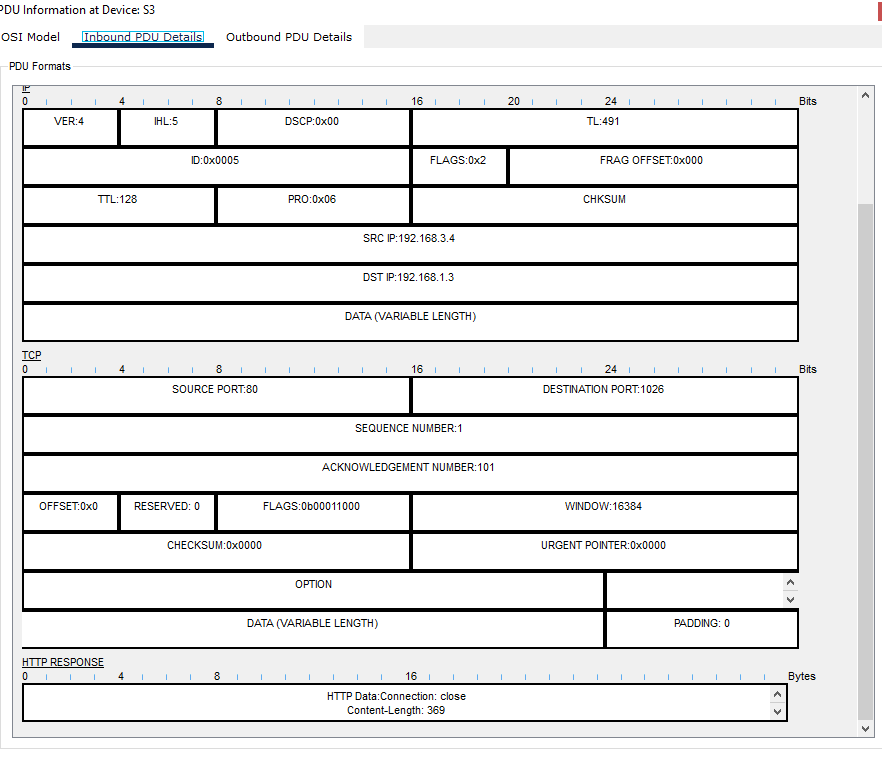 PDU Information at Device: S3
OSI Model Inbound PDU Details Outbound PDU Details
PDU Formats
IP
0 4 8 16 20 24 Bits
VER:4 IHL:5 DSCP:0x00 TL:491
ID:0x0005 FLAGS:0x2 FRAG OFFSET:0x000
TTL:128 PRO:0x06 CHKSUM
SRC IP:192.168.3.4
DST IP:192.168.1.3
DATA (VARIABLE LENGTH)
TCP
0 4 8 16 24 Bits
SOURCE PORT:80 DESTINATION PORT:1026
SEQUENCE NUMBER:1
ACKNOWLEDGEMENT NUMBER:101
OFFSET:0x0 RESERVED: 0 FLAGS:0b00011000 WINDOW:16384
CHECKSUM:0x0000 URGENT POINTER:0x0000
OPTION
DATA (VARIABLE LENGTH) PADDING: 0
HTTP RESPONSE
0 4 8 16 Bytes
HTTP Data:Connection: close
Content-Length: 369